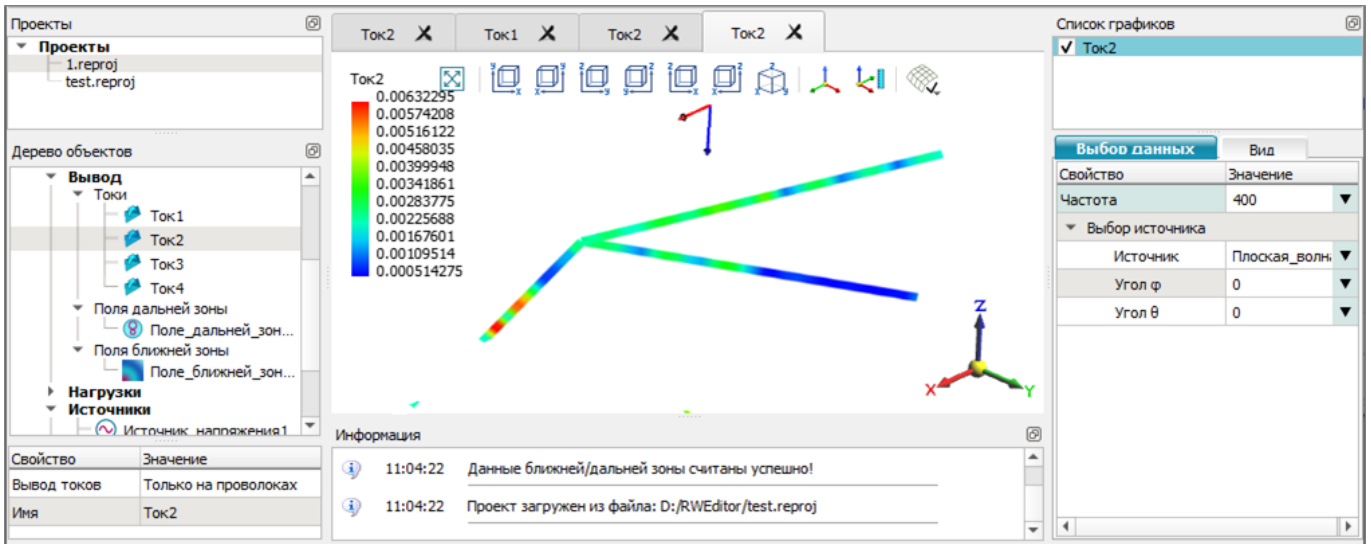 Проекты
Проекты
1.reproj
test.reproj
Дерево объектов
Вывод
Токи
Ток1
Ток2
Ток3
Ток4
Поля дальней зоны
Поле_дальней_зон...
Поля ближней зоны
Поле_ближней_зон...
Нагрузки
Источники
Источник_напряжения1
Свойство Значение
Вывод токов Только на проволоках
Имя Ток2
Ток2 Ток1 Ток2 Ток2
Ток2
0.00632295
0.00574208
0.00516122
0.00458035
0.00399948
0.00341861
0.00283775
0.00225688
0.00167601
0.00109514
0.000514275
Z
X
Y
Информация
11:04:22 Данные ближней/дальней зоны считаны успешно!
11:04:22 Проект загружен из файла: D:/RWEditor/test.reproj
Список графиков
Ток2
Выбор данных Вид
Свойство Значение
Частота 400
Выбор источника
Источник Плоская_волн
Угол φ 0
Угол θ 0